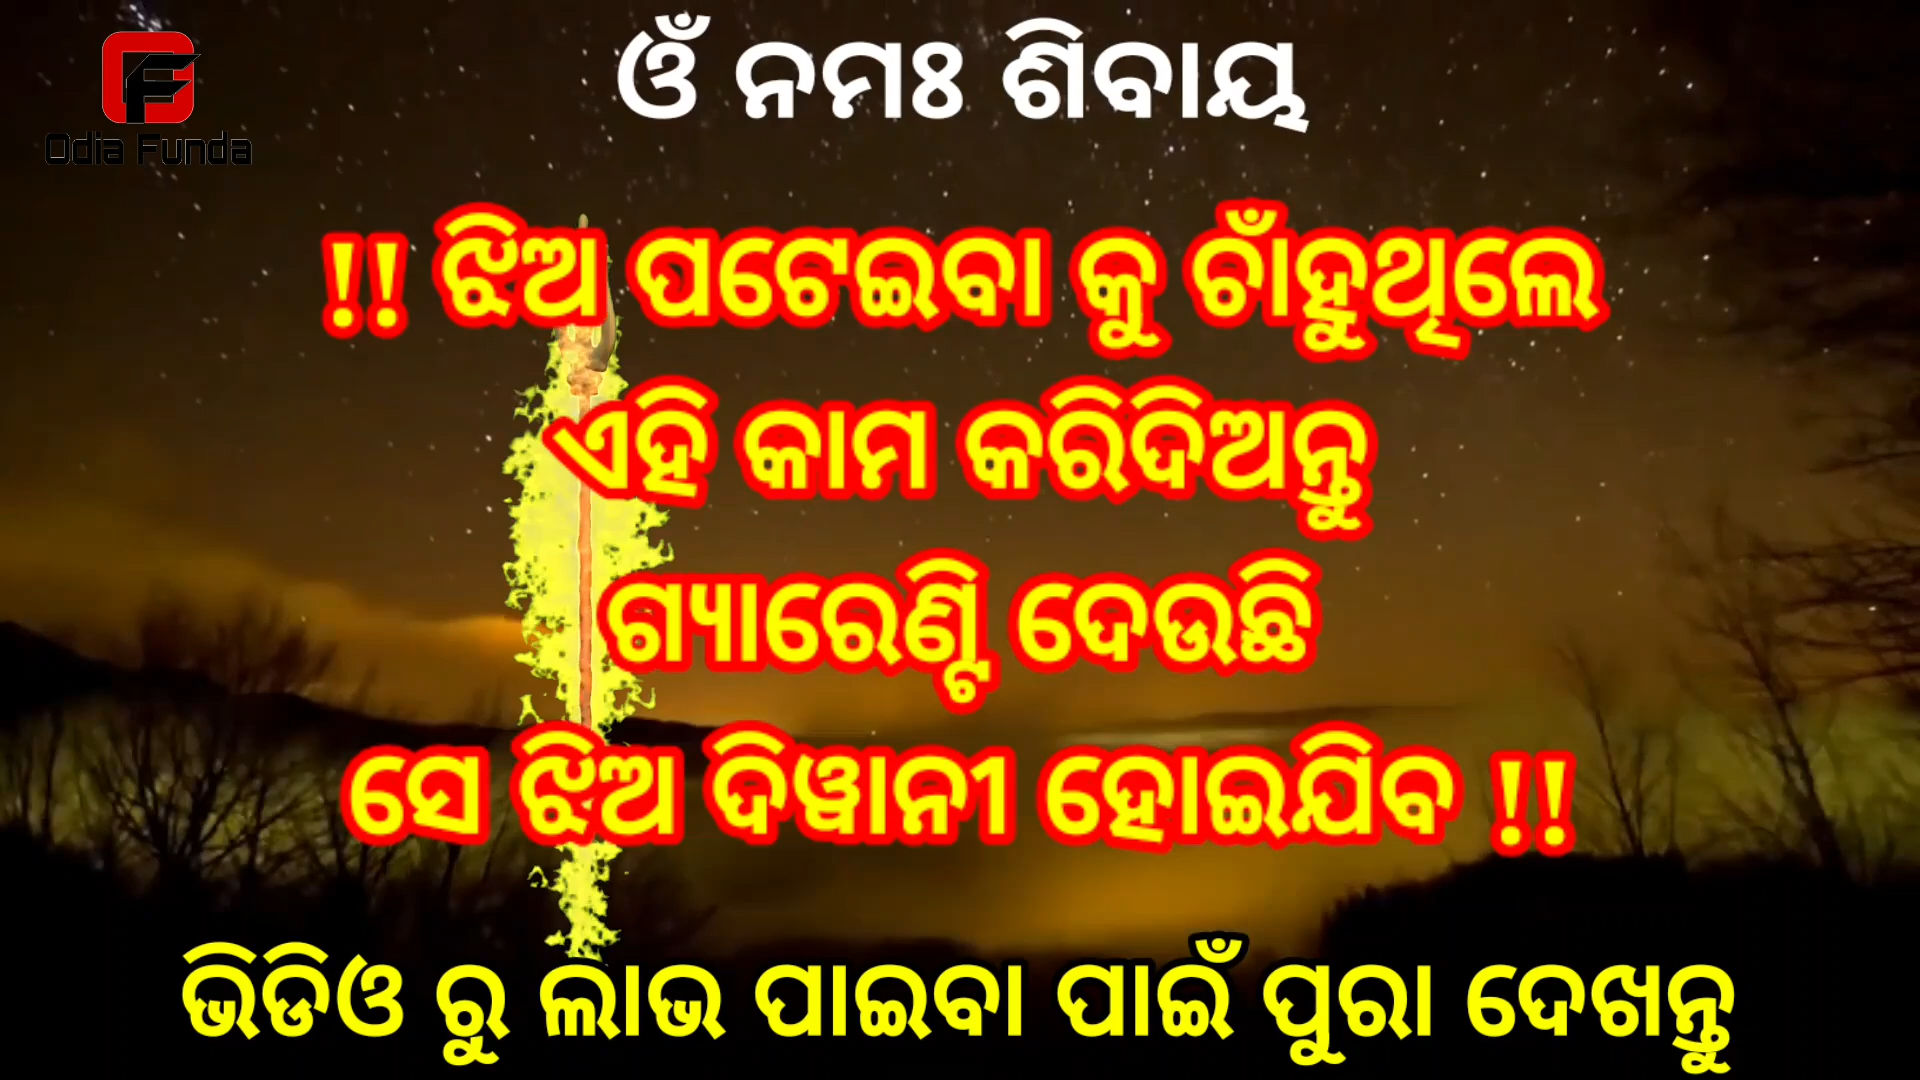 Odia Funda
ଓଁ ନମଃ ଶିବାୟ
!! ଝିଅ ପଟେଇବା କୁ ଚାଁହୁଥିଲେ
ଏହି କାମ କରିଦିଅନ୍ତୁ
ଗ୍ୟାରେଣ୍ଟି ଦେଉଛି
ସେ ଝିଅ ଦିୱାନୀ ହୋଇଯିବ !!
ଭିଡିଓ ରୁ ଲାଭ ପାଇବା ପାଇଁ ପୁରା ଦେଖନ୍ତୁ